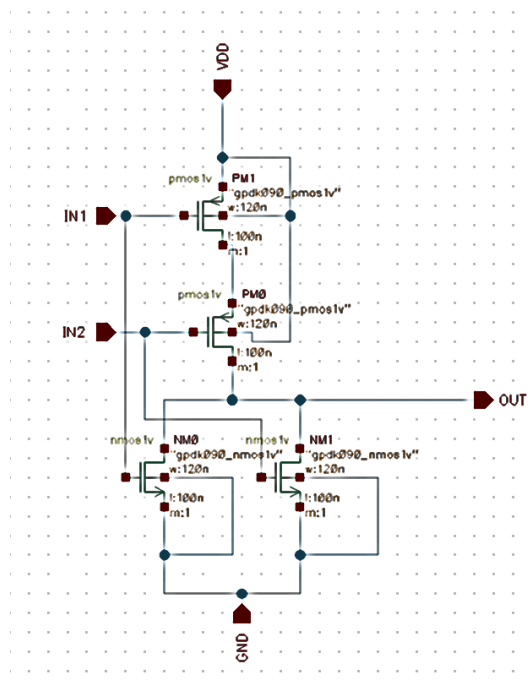 VDD
pmos1v PM1
"gpdk090_pmos1v"
IN1
w:120n
l:100n
m:1
pmos1v PM0
"gpdk090_pmos1v"
IN2
w:120n
l:100n
m:1
OUT
nmos1v NM0
"gpdk090_nmos1v"
w:120n
l:100n
m:1
nmos1v NM1
"gpdk090_nmos1v"
w:120n
l:100n
m:1
GND